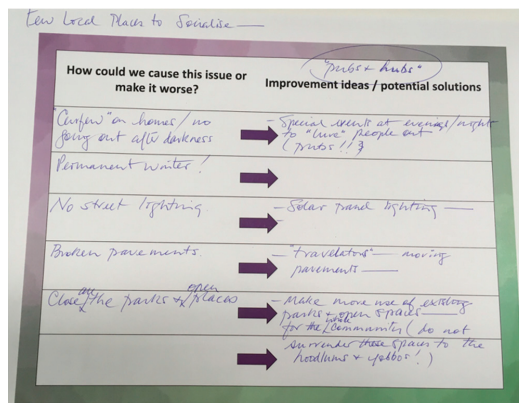 Few Local Places to Socialise —
"pubs + hubs"
How could we cause this issue or
make it worse?
Improvement ideas / potential solutions
"Curfew" on homes / no
going out after darkness
- Special events at evenings/night
to "lure" people out
(pubs!!)
Permanent winter!
No street lighting
- Solar panel lighting —
Broken pavements.
- "travelators" — moving
pavements —
Close all the parks + open places
- Make more use of existing
parks + open spaces —
for the whole community (do not
surrender these spaces to the
hoodlums + yobbos!)